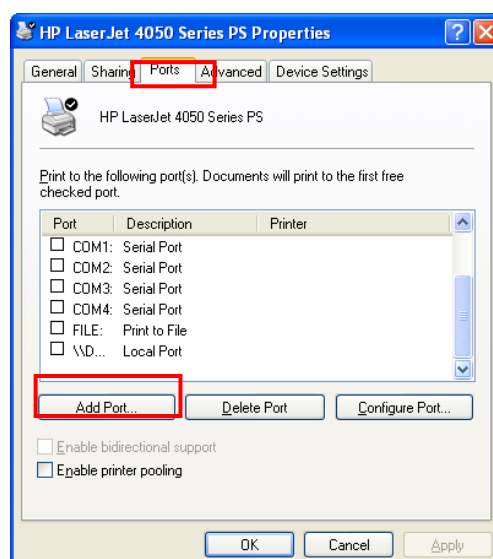 HP LaserJet 4050 Series PS Properties
General Sharing Ports Advanced Device Settings
HP LaserJet 4050 Series PS
Print to the following port(s). Documents will print to the first free
checked port.
Port Description Printer
COM1: Serial Port
COM2: Serial Port
COM3: Serial Port
COM4: Serial Port
FILE: Print to File
\\D... Local Port
Add Port... Delete Port Configure Port...
Enable bidirectional support
Enable printer pooling
OK Cancel Apply